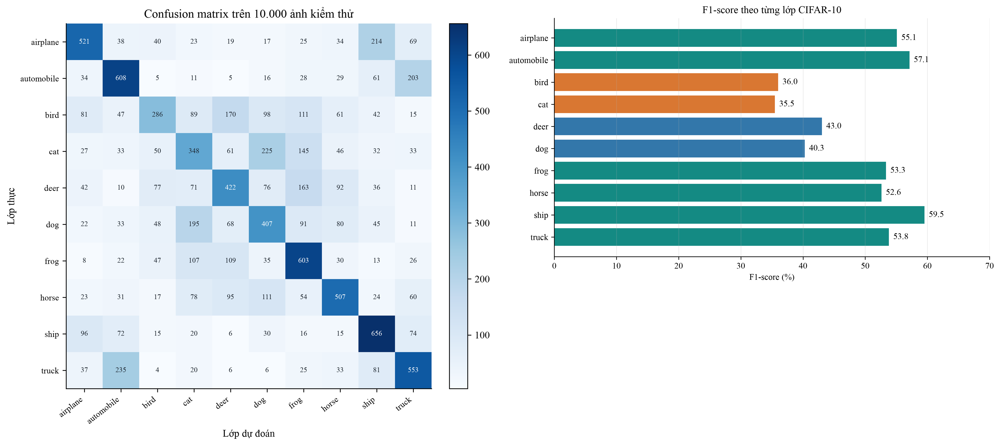 Confusion matrix trên 10.000 ảnh kiểm thử
airplane 521 38 40 23 19 17 25 34 214 69
automobile 34 608 5 11 5 16 28 29 61 203
bird 81 47 286 89 170 98 111 61 42 15
cat 27 33 50 348 61 225 145 46 32 33
deer 42 10 77 71 422 76 163 92 36 11
dog 22 33 48 195 68 407 91 80 45 11
frog 8 22 47 107 109 35 603 30 13 26
horse 23 31 17 78 95 111 54 507 24 60
ship 96 72 15 20 6 30 16 15 656 74
truck 37 235 4 20 6 6 25 33 81 553
airplane automobile bird cat deer dog frog horse ship truck
Lớp dự đoán
Lớp thực
600
500
400
300
200
100
F1-score theo từng lớp CIFAR-10
airplane 55.1
automobile 57.1
bird 36.0
cat 35.5
deer 43.0
dog 40.3
frog 53.3
horse 52.6
ship 59.5
truck 53.8
0 10 20 30 40 50 60 70
F1-score (%)